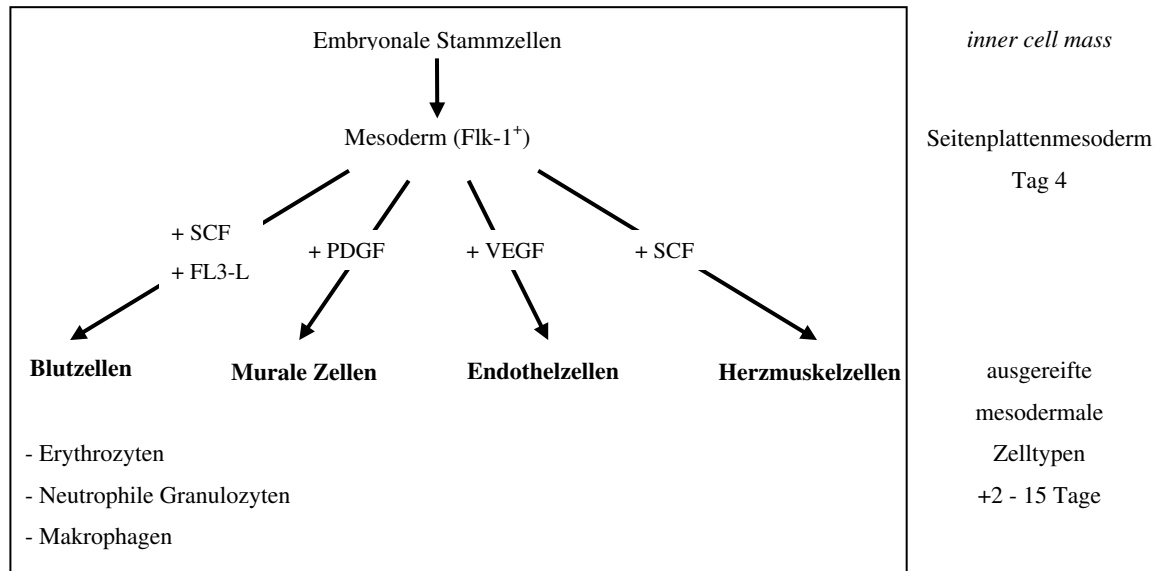 Embryonale Stammzellen
inner cell mass
Mesoderm (Flk-1⁺)
Seitenplattenmesoderm
Tag 4
+ SCF
+ FL3-L
+ PDGF
+ VEGF
+ SCF
Blutzellen
Murale Zellen
Endothelzellen
Herzmuskelzellen
ausgereifte
mesodermale
Zelltypen
+2 - 15 Tage
- Erythrozyten
- Neutrophile Granulozyten
- Makrophagen